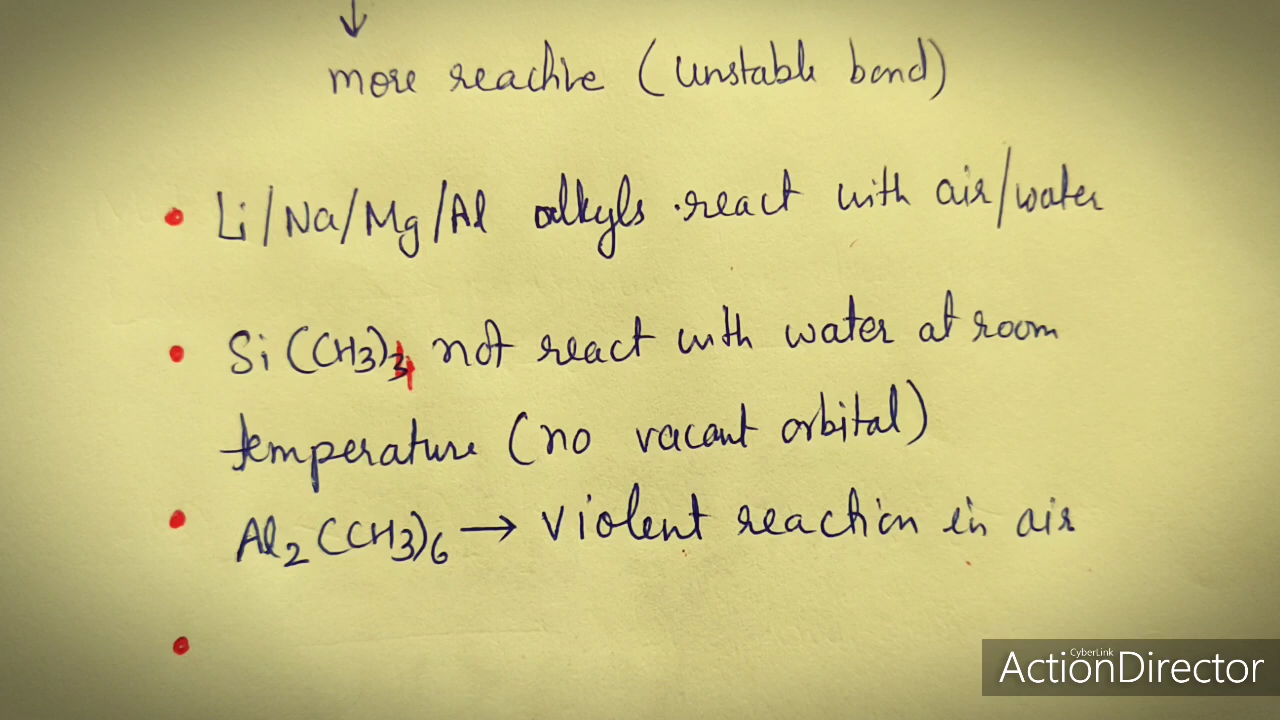 ↓
more reactive (unstable bond)
• Li/Na/Mg/Al alkyls react with air/water
• Si(CH3)4 not react with water at room
temperature (no vacant orbital)
• Al2(CH3)6 → violent reaction in air
•
CyberLink
ActionDirector